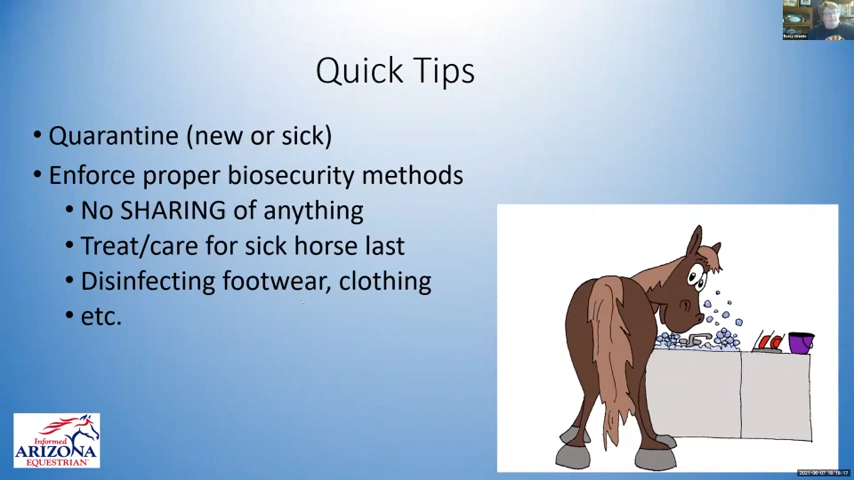 Quick Tips
• Quarantine (new or sick)
• Enforce proper biosecurity methods
• No SHARING of anything
• Treat/care for sick horse last
• Disinfecting footwear, clothing
• etc.
Informed
ARIZONA
EQUESTRIAN